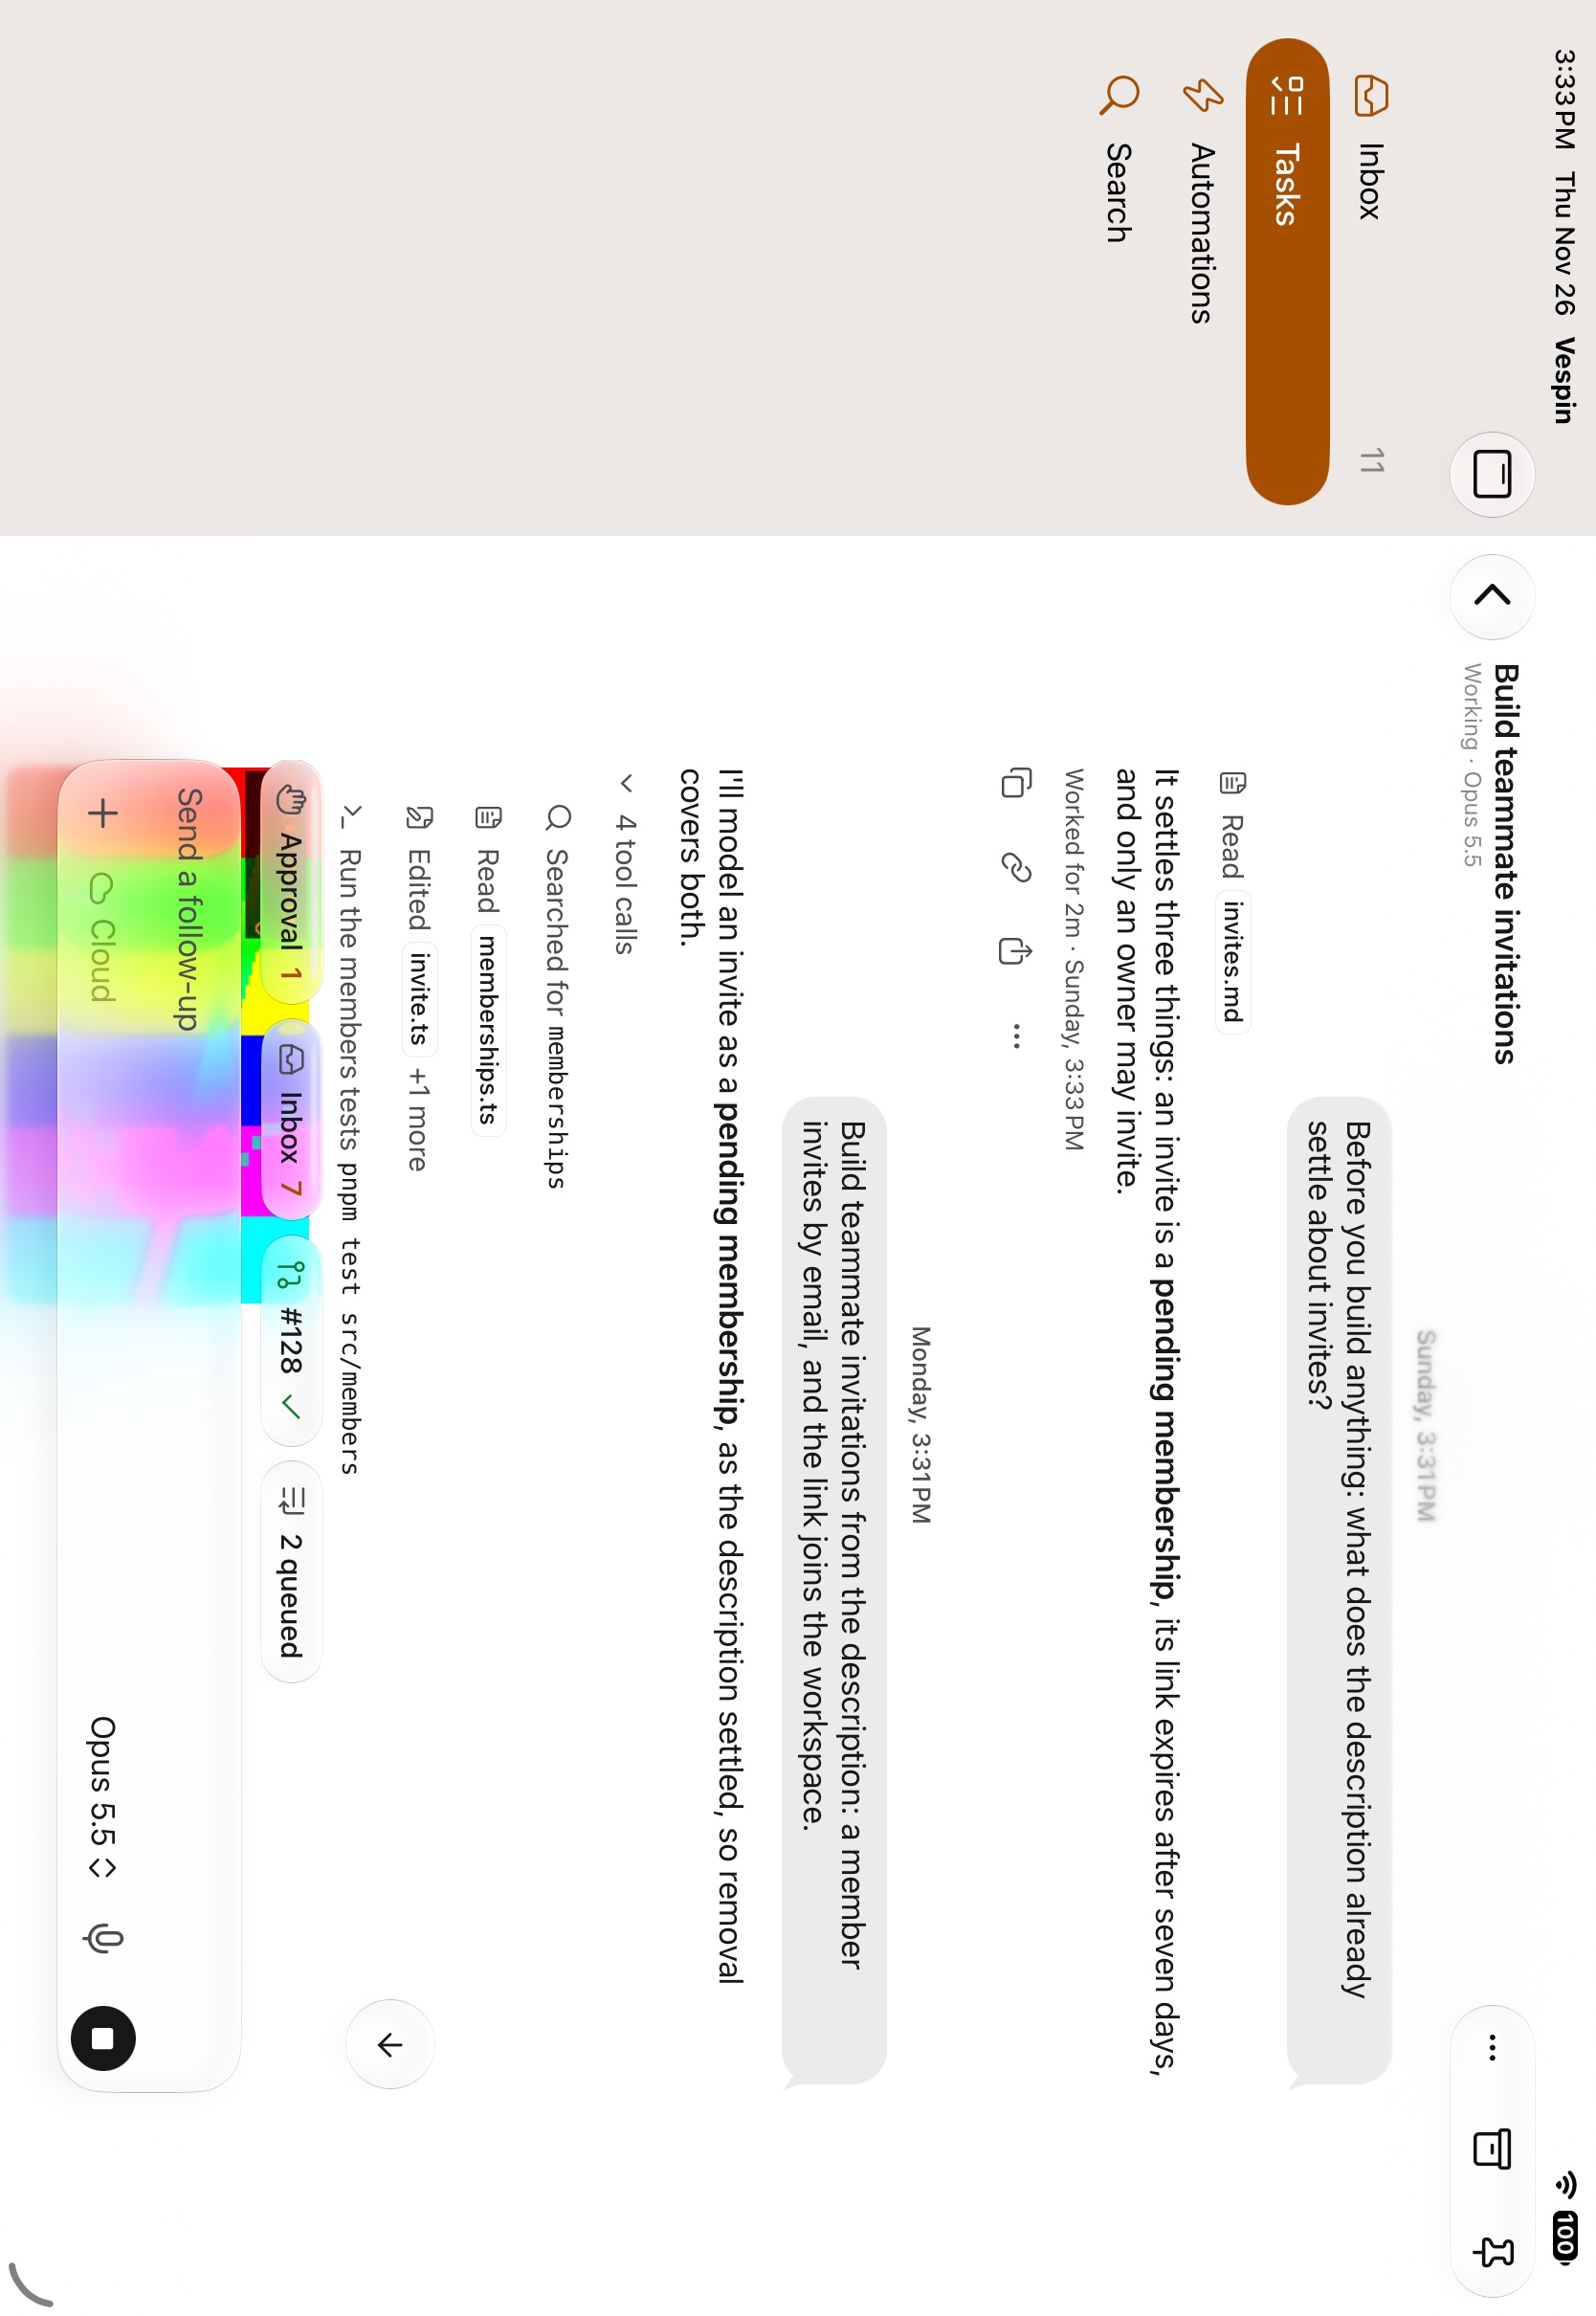 3:33 PM Thu Nov 26 Vespin
100
Inbox 11
Tasks
Automations
Search
Build teammate invitations
Working · Opus 5.5
Sunday, 3:31 PM
Before you build anything: what does the description already
settle about invites?
Read invites.md
It settles three things: an invite is a pending membership, its link expires after seven days,
and only an owner may invite.
Worked for 2m · Sunday, 3:33 PM
Monday, 3:31 PM
Build teammate invitations from the description: a member
invites by email, and the link joins the workspace.
I'll model an invite as a pending membership, as the description settled, so removal
covers both.
4 tool calls
Searched for memberships
Read memberships.ts
Edited invite.ts +1 more
Run the members tests pnpm test src/members
Approval 1 Inbox 7 #128 2 queued
Send a follow-up
Cloud Opus 5.5